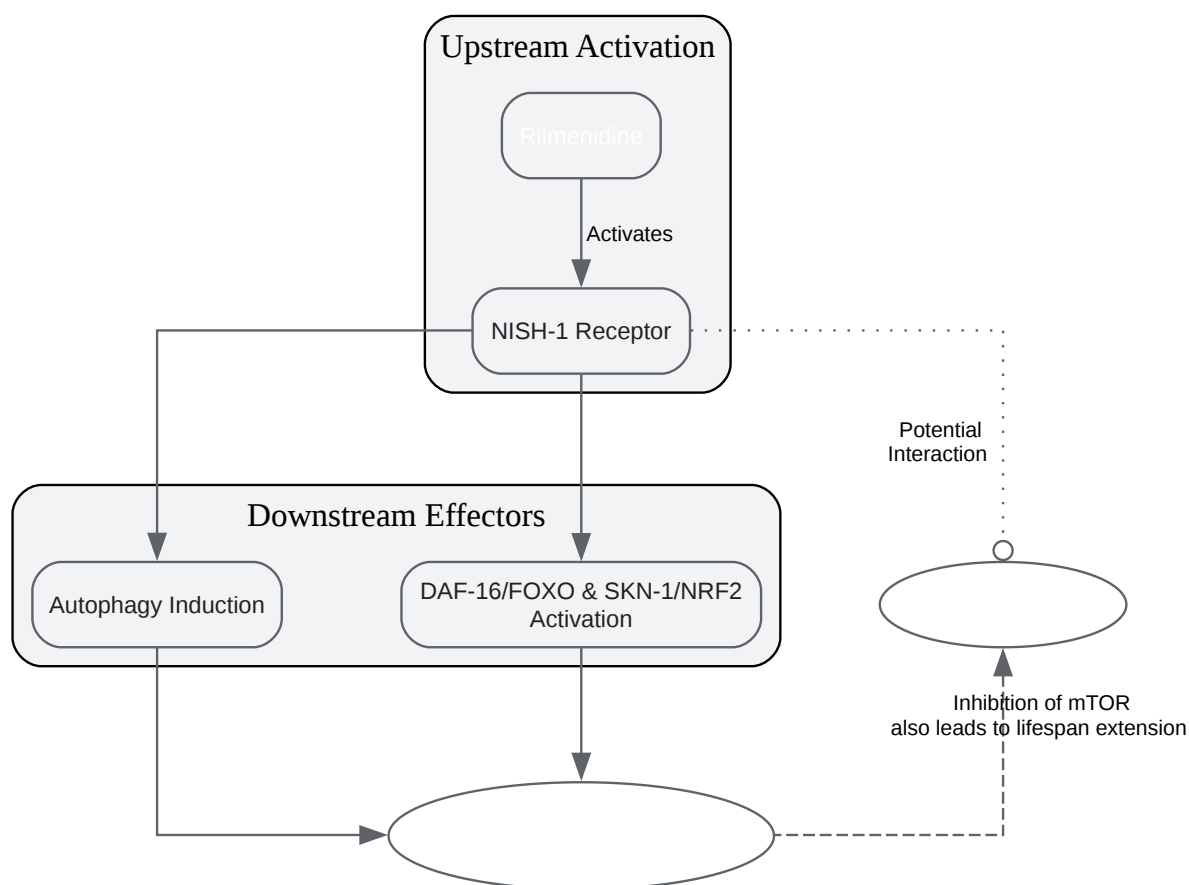 Upstream Activation
Rilmenidine
Activates
NISH-1 Receptor
Potential
Interaction
Downstream Effectors
Autophagy Induction
DAF-16/FOXO & SKN-1/NRF2
Activation
Inhibition of mTOR
also leads to lifespan extension